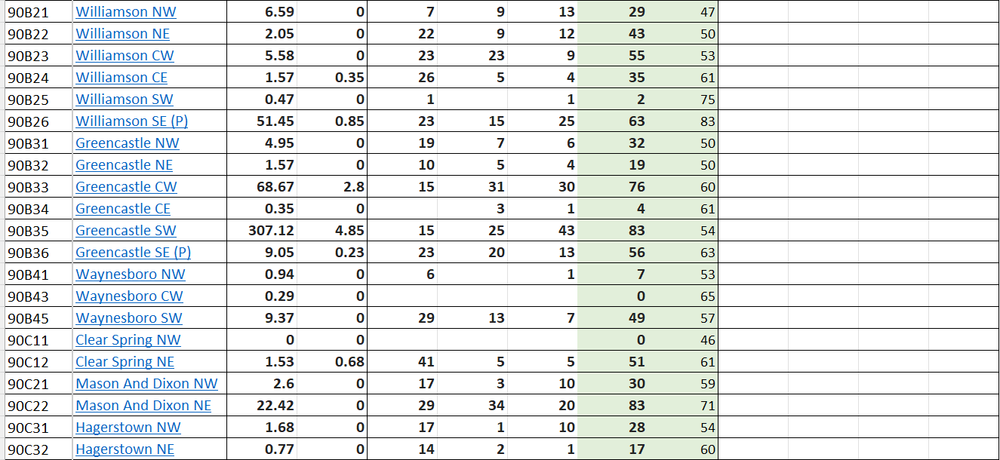 90B21 Williamson NW 6.59 0 7 9 13 29 47
90B22 Williamson NE 2.05 0 22 9 12 43 50
90B23 Williamson CW 5.58 0 23 23 9 55 53
90B24 Williamson CE 1.57 0.35 26 5 4 35 61
90B25 Williamson SW 0.47 0 1 1 2 75
90B26 Williamson SE (P) 51.45 0.85 23 15 25 63 83
90B31 Greencastle NW 4.95 0 19 7 6 32 50
90B32 Greencastle NE 1.57 0 10 5 4 19 50
90B33 Greencastle CW 68.67 2.8 15 31 30 76 60
90B34 Greencastle CE 0.35 0 3 1 4 61
90B35 Greencastle SW 307.12 4.85 15 25 43 83 54
90B36 Greencastle SE (P) 9.05 0.23 23 20 13 56 63
90B41 Waynesboro NW 0.94 0 6 1 7 53
90B43 Waynesboro CW 0.29 0 0 65
90B45 Waynesboro SW 9.37 0 29 13 7 49 57
90C11 Clear Spring NW 0 0 0 46
90C12 Clear Spring NE 1.53 0.68 41 5 5 51 61
90C21 Mason And Dixon NW 2.6 0 17 3 10 30 59
90C22 Mason And Dixon NE 22.42 0 29 34 20 83 71
90C31 Hagerstown NW 1.68 0 17 1 10 28 54
90C32 Hagerstown NE 0.77 0 14 2 1 17 60